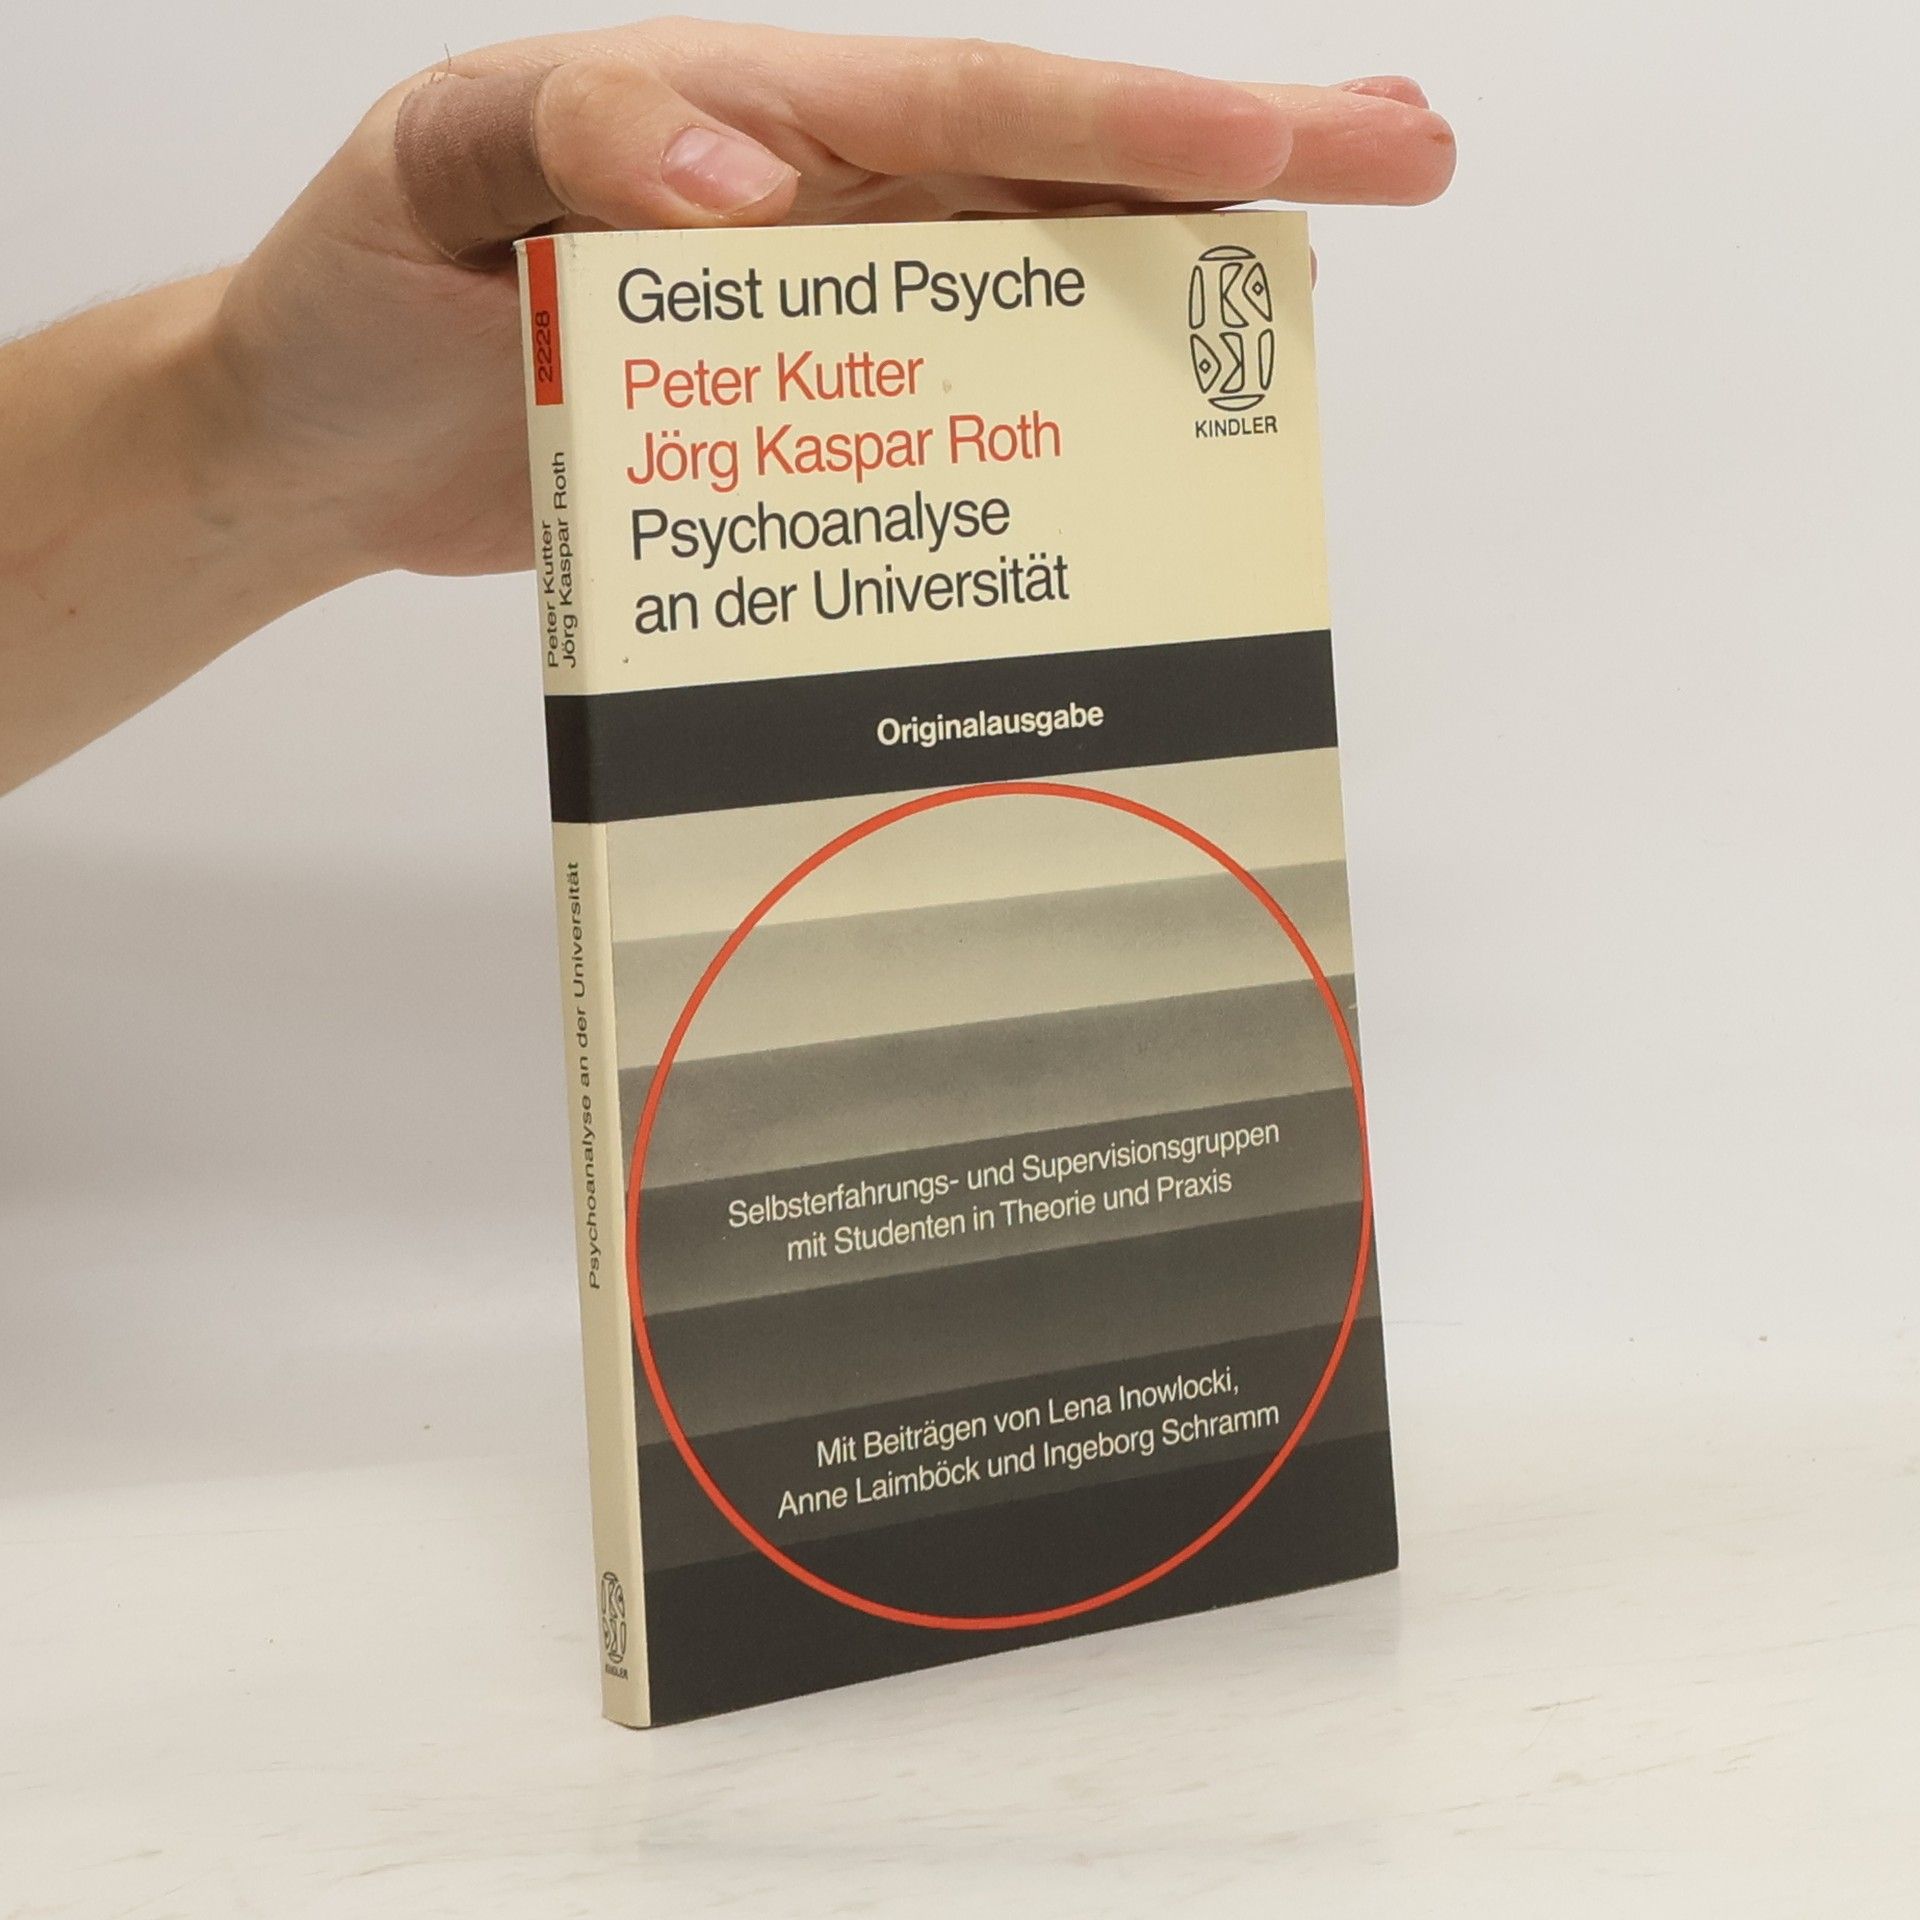 Geist und Psyche
Peter Kutter
Jörg Kaspar Roth
Psychoanalyse
an der Universität
KINDLER
Originalausgabe
Selbsterfahrungs- und Supervisionsgruppen
mit Studenten in Theorie und Praxis
Mit Beiträgen von Lena Inowlocki,
Anne Laimböck und Ingeborg Schramm
2228
Peter Kutter
Jörg Kaspar Roth
Psychoanalyse an der Universität
KINDLER